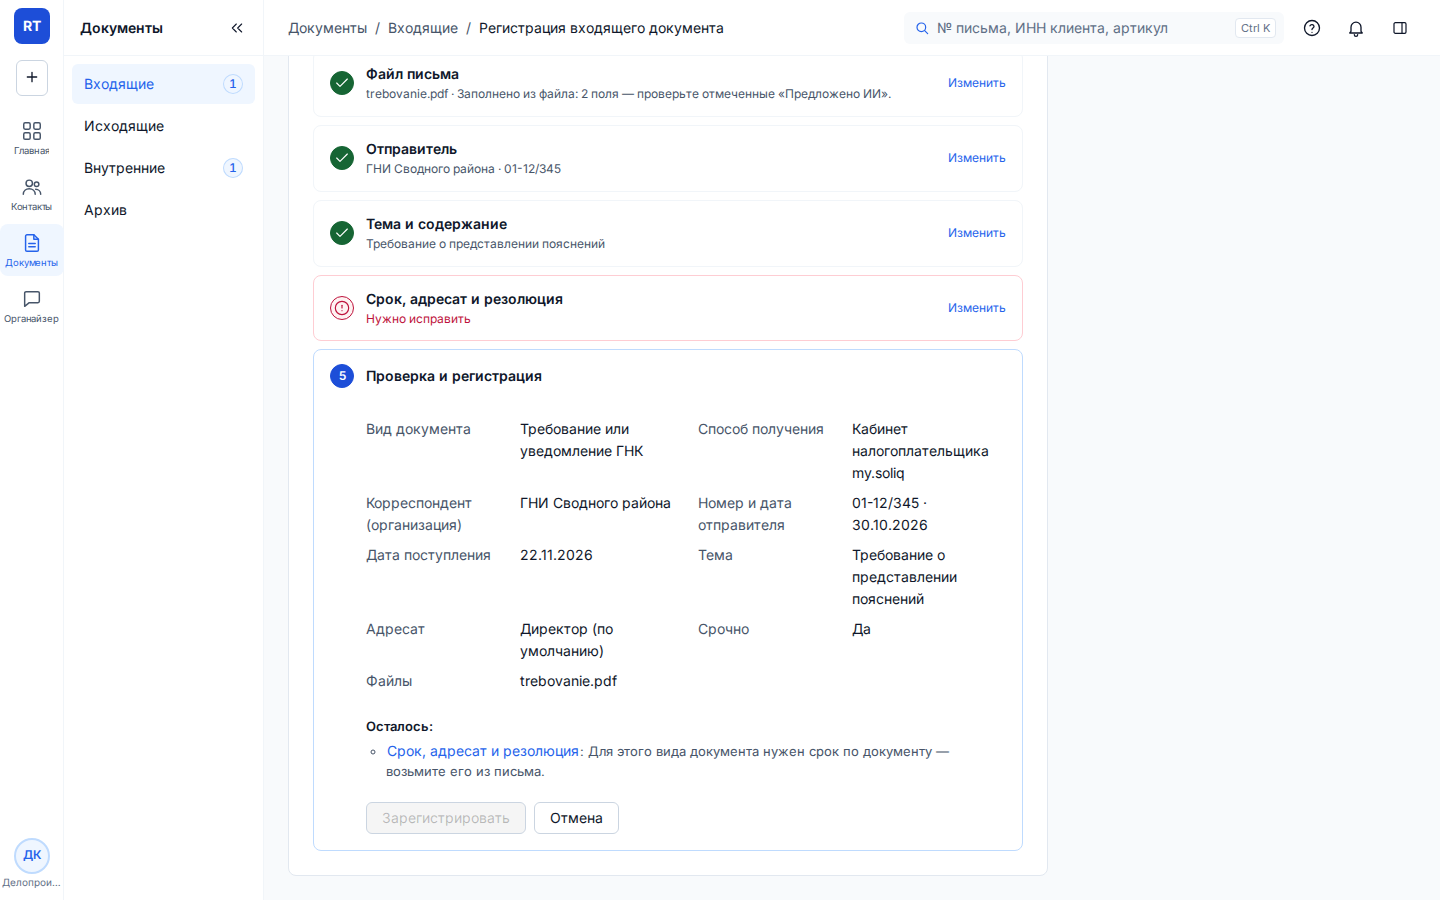 RT
Документы
Документы / Входящие / Регистрация входящего документа
№ письма, ИНН клиента, артикул
Ctrl K
Главная
Контакты
Документы
Органайзер
ДК
Делопрои...
Входящие 1
Исходящие
Внутренние 1
Архив
Файл письма
trebovanie.pdf · Заполнено из файла: 2 поля — проверьте отмеченные «Предложено ИИ».
Изменить
Отправитель
ГНИ Сводного района · 01-12/345
Изменить
Тема и содержание
Требование о представлении пояснений
Изменить
Срок, адресат и резолюция
Нужно исправить
Изменить
5 Проверка и регистрация
Вид документа
Требование или
уведомление ГНК
Способ получения
Кабинет
налогоплательщика
my.soliq
Корреспондент
(организация)
ГНИ Сводного района
Номер и дата
отправителя
01-12/345 ·
30.10.2026
Дата поступления
22.11.2026
Тема
Требование о
представлении
пояснений
Адресат
Директор (по
умолчанию)
Срочно
Да
Файлы
trebovanie.pdf
Осталось:
Срок, адресат и резолюция: Для этого вида документа нужен срок по документу —
возьмите его из письма.
Зарегистрировать
Отмена